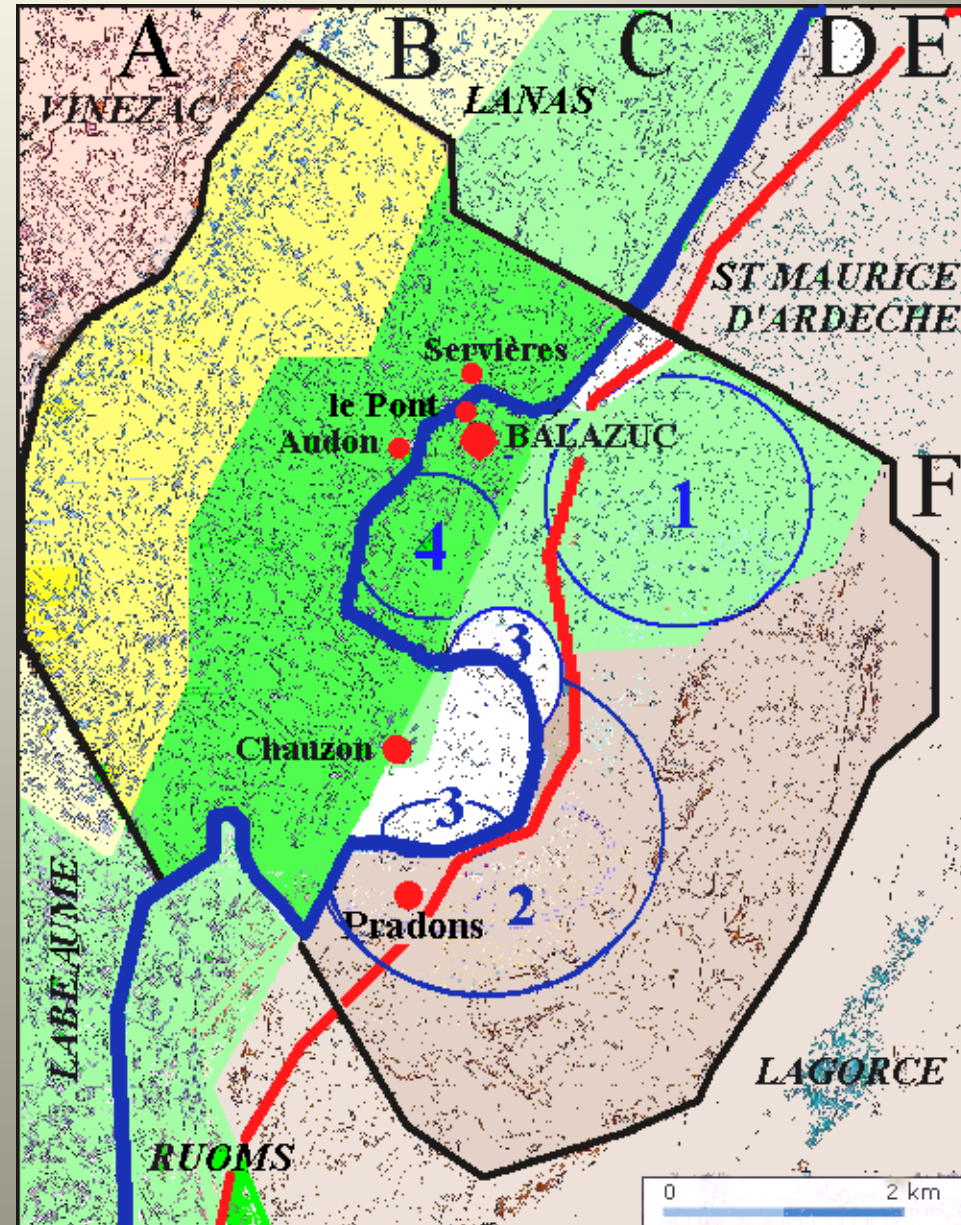 A B C D E
VINEZAC
LANAS
ST MAURICE
D'ARDECHE
Servières
le Pont
Audon
BALAZUC
F
1
4
3
Chauzon
3
2
Pradons
LABEAUME
LAGORCE
RUOMS
0 2 km